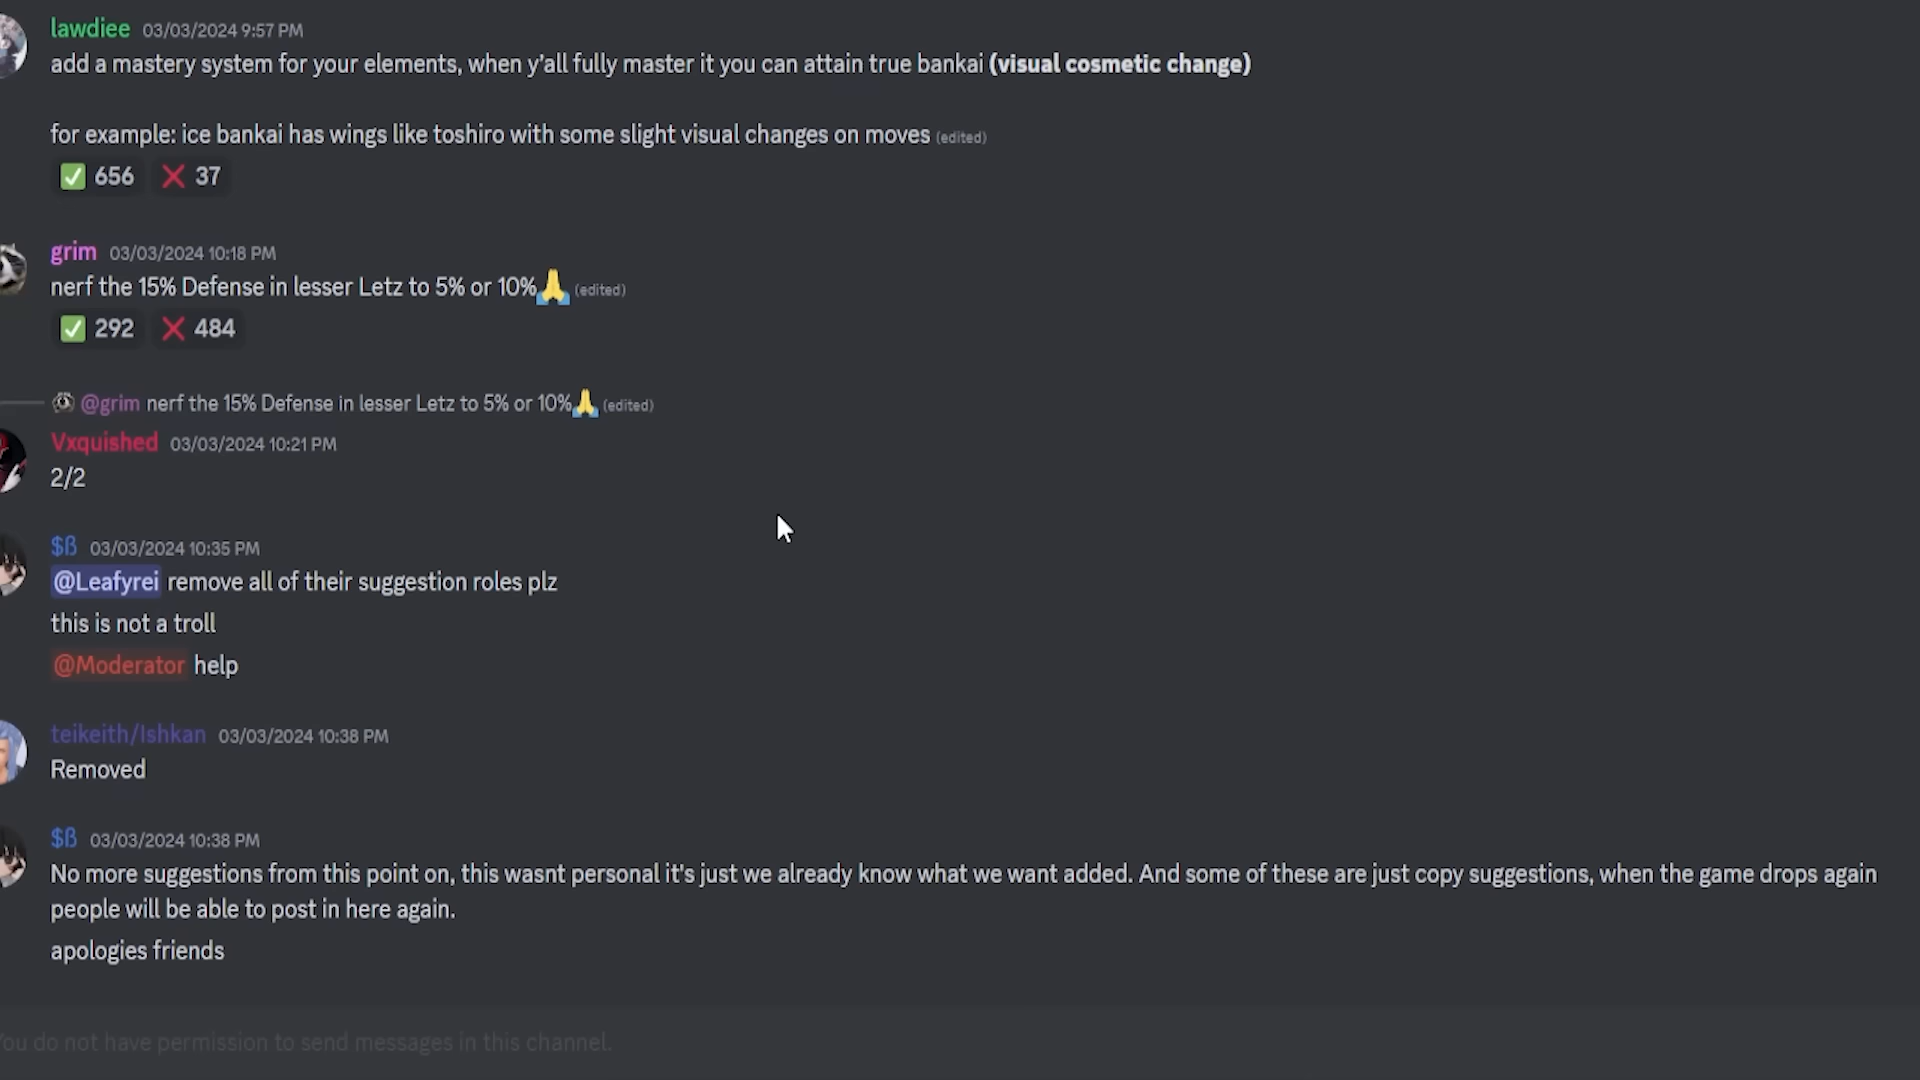 lawdiee 03/03/2024 9:57 PM
add a mastery system for your elements, when y'all fully master it you can attain true bankai (visual cosmetic change)
for example: ice bankai has wings like toshiro with some slight visual changes on moves (edited)
✅ 656 ❌ 37
grim 03/03/2024 10:18 PM
nerf the 15% Defense in lesser Letz to 5% or 10%🙏 (edited)
✅ 292 ❌ 484
@grim nerf the 15% Defense in lesser Letz to 5% or 10%🙏 (edited)
Vxquished 03/03/2024 10:21 PM
2/2
$ß 03/03/2024 10:35 PM
@Leafyrei remove all of their suggestion roles plz
this is not a troll
@Moderator help
teikeith/Ishkan 03/03/2024 10:38 PM
Removed
$ß 03/03/2024 10:38 PM
No more suggestions from this point on, this wasnt personal it's just we already know what we want added. And some of these are just copy suggestions, when the game drops again
people will be able to post in here again.
apologies friends
You do not have permission to send messages in this channel.